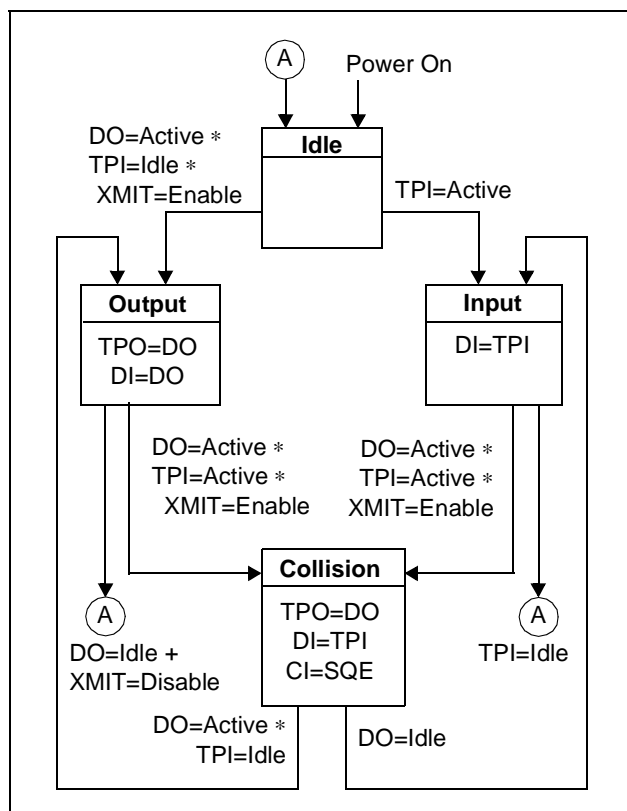 A
Power On
DO=Active *
TPI=Idle *
XMIT=Enable
Idle
TPI=Active
Output
TPO=DO
DI=DO
Input
DI=TPI
DO=Active *
TPI=Active *
XMIT=Enable
DO=Active *
TPI=Active *
XMIT=Enable
Collision
TPO=DO
DI=TPI
CI=SQE
A
DO=Idle +
XMIT=Disable
A
TPI=Idle
DO=Active *
TPI=Idle
DO=Idle